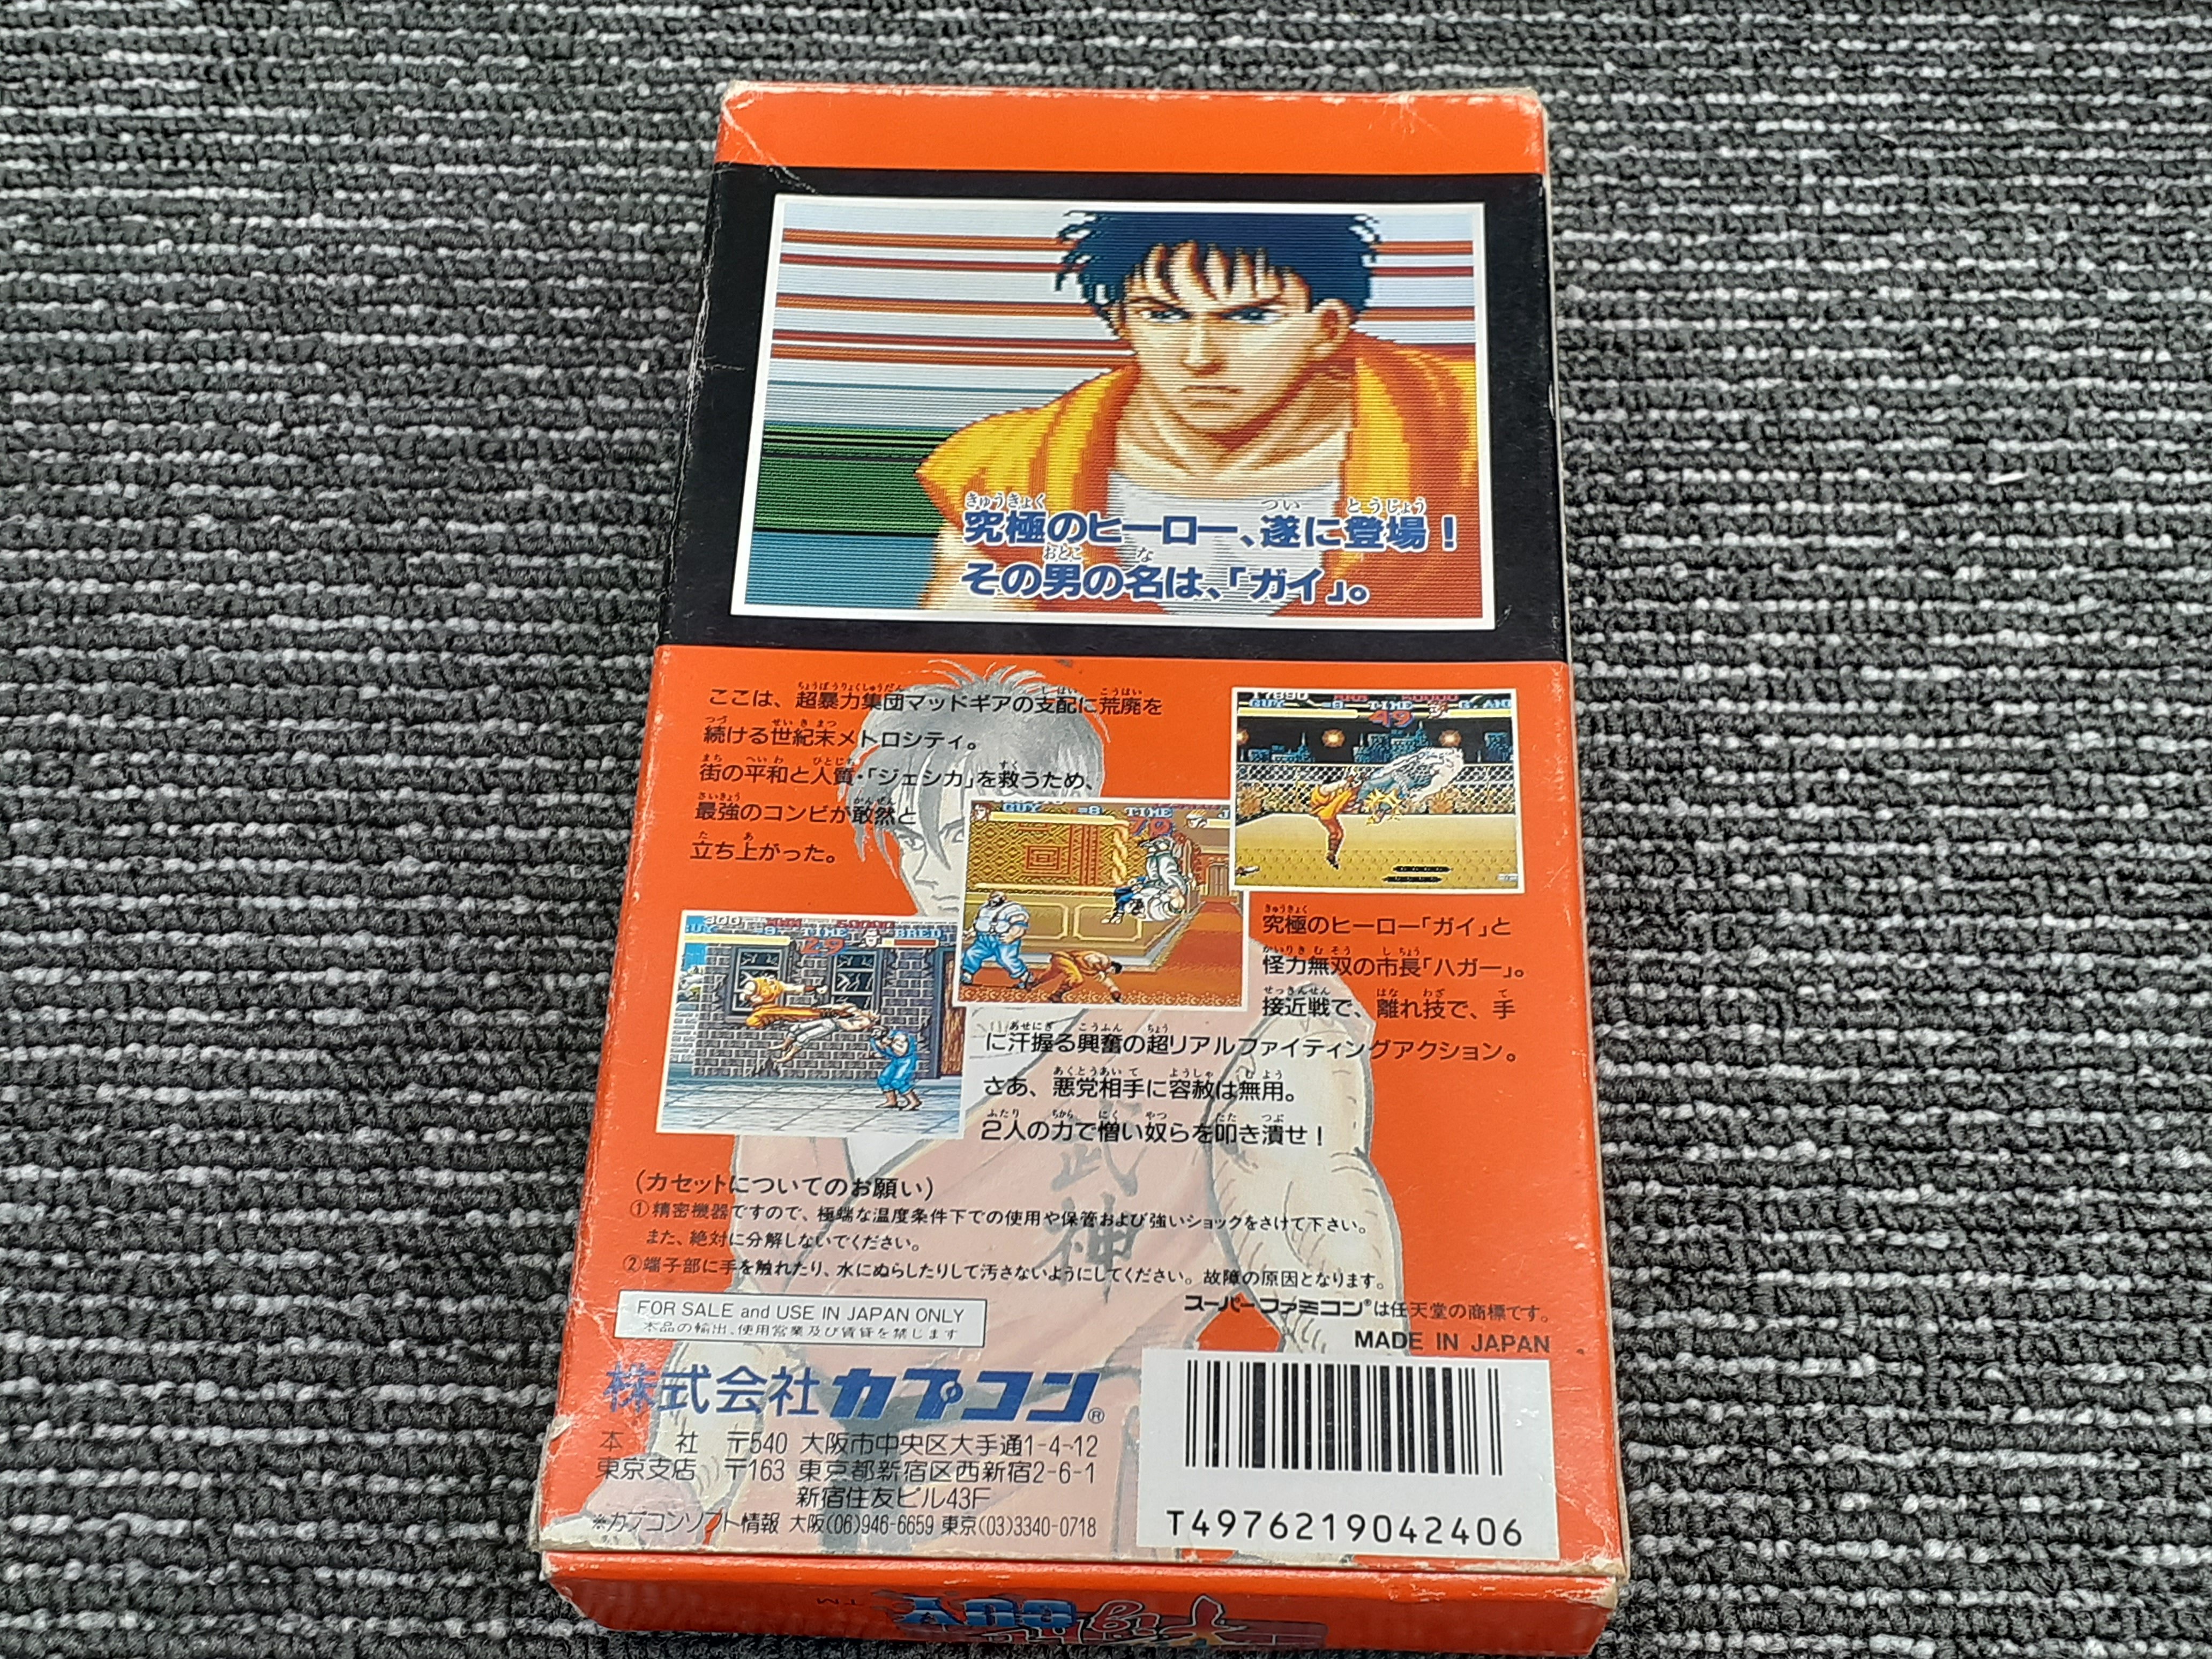 究極のヒーロー、遂に登場！
その男の名は、「ガイ」。
ここは、超暴力集団マッドギアの支配に荒廃を
続ける世紀末メトロシティ。
街の平和と人質・「ジェシカ」を救うため、
最強のコンビが敢然と
立ち上がった。
17890 50000
GUY =8 TIME
49
GUY =8 TIME
300 50000
GUY =9 TIME BRED
29
究極のヒーロー「ガイ」と
怪力無双の市長「ハガー」。
接近戦で、離れ技で、手
に汗握る興奮の超リアルファイティングアクション。
さあ、悪党相手に容赦は無用。
2人の力で憎い奴らを叩き潰せ！
武神
(カセットについてのお願い)
①精密機器ですので、極端な温度条件下での使用や保管および強いショックをさけて下さい。
また、絶対に分解しないでください。
②端子部に手を触れたり、水にぬらしたりして汚さないようにしてください。故障の原因となります。
FOR SALE and USE IN JAPAN ONLY
本品の輸出、使用営業及び賃貸を禁じます
スーパーファミコン®は任天堂の商標です。
MADE IN JAPAN
株式会社カプコン®
本 社 〒540 大阪市中央区大手通1-4-12
東京支店 〒163 東京都新宿区西新宿2-6-1
新宿住友ビル43F
※カプコンソフト情報 大阪(06)946-6659 東京(03)3340-0718
T4976219042406